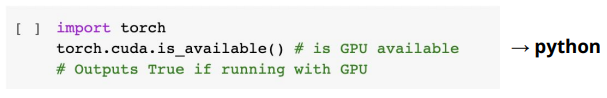 [ ] import torch
torch.cuda.is_available() # is GPU available → python
# Outputs True if running with GPU